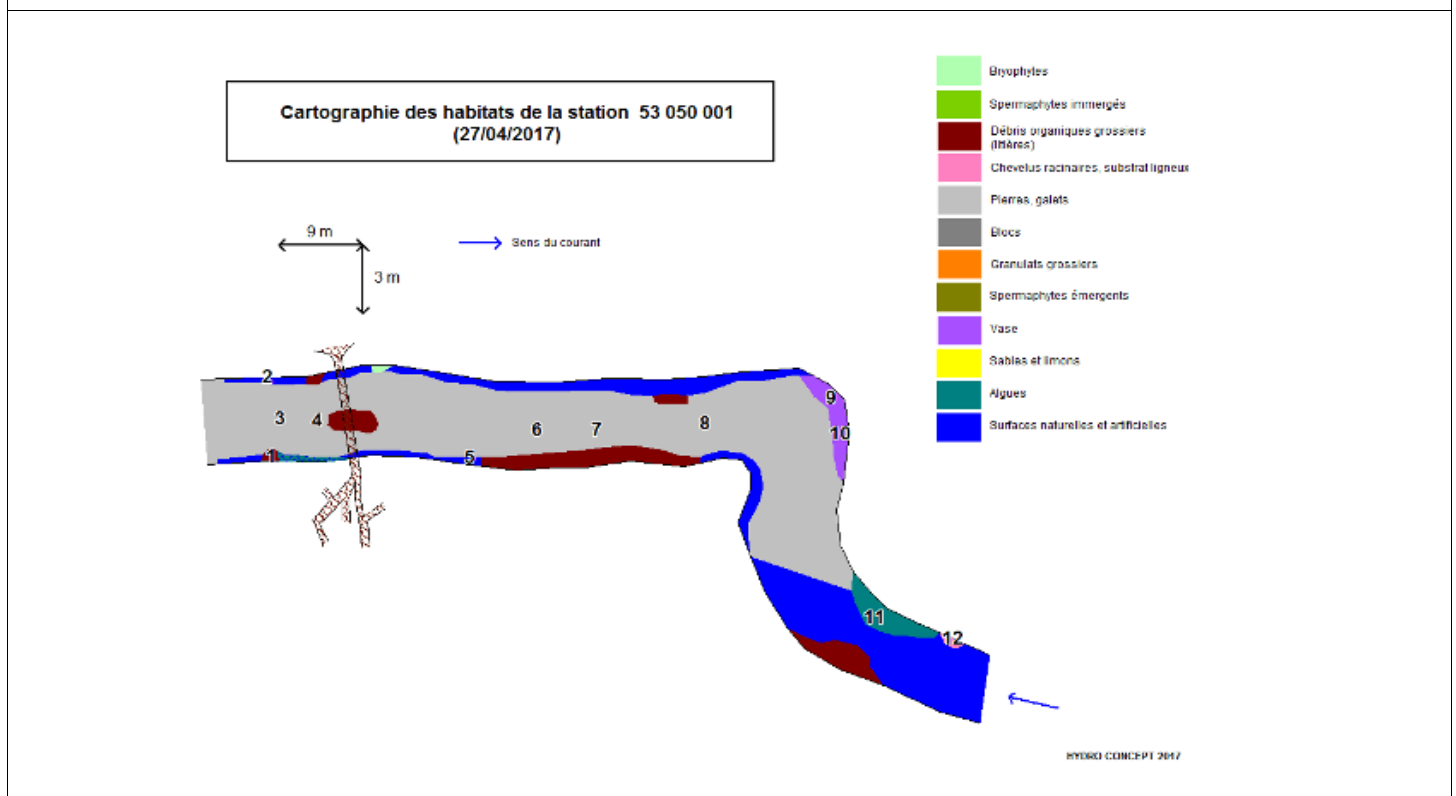 Cartographie des habitats de la station 53 050 001
(27/04/2017)
9 m
3 m
Sens du courant
Bryophytes
Spermaphytes immergés
Débris organiques grossiers
(litières)
Chevelus racinaires, substrat ligneux
Pierres, galets
Blocs
Granulats grossiers
Spermaphytes émergents
Vase
Sables et limons
Algues
Surfaces naturelles et artificielles
2
3
4
1
5
6
7
8
9
10
11
12
HYDRO CONCEPT 2017